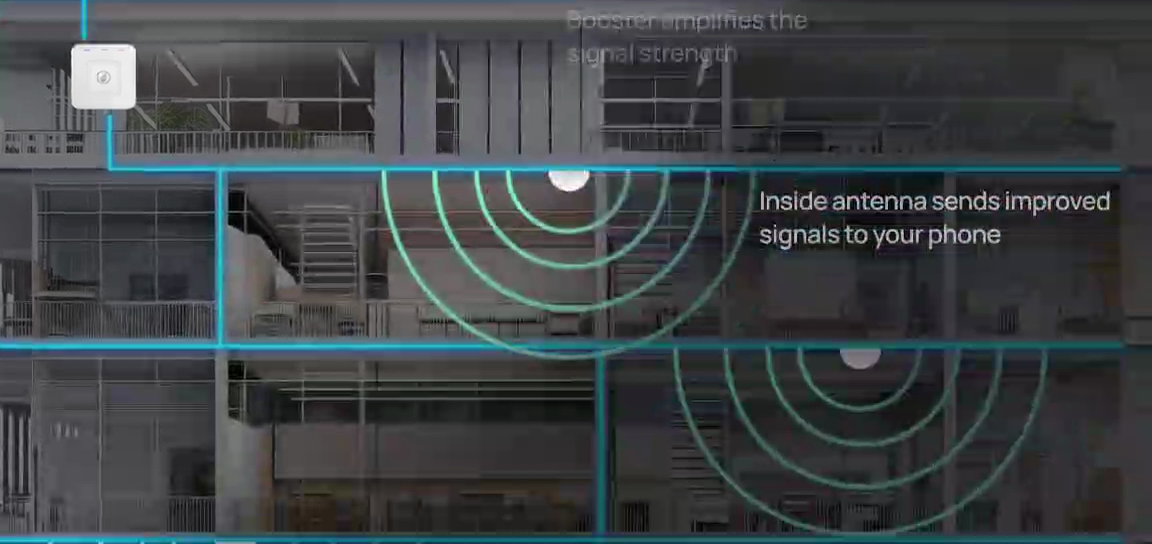 Booster amplifies the
signal strength
Inside antenna sends improved
signals to your phone